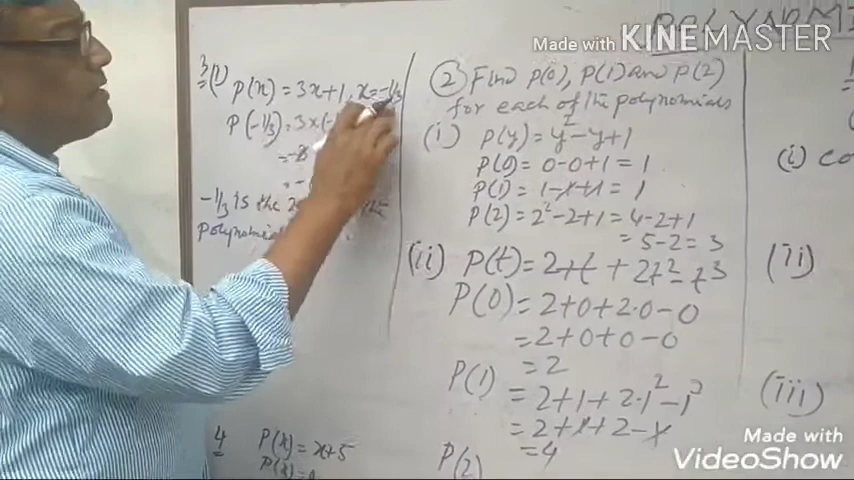 POLYNOMI
Made with KINEMASTER
3 (1) P(x) = 3x+1, x=-1/3
P(-1/3) = 3x(-
-1/3 is the
polynomial
4 P(x) = x+5
② Find p(0), P(1) and P(2)
for each of the polynomials
(i) P(y) = y²-y+1
P(0) = 0-0+1 = 1
P(1) = 1-1+1 = 1
P(2) = 2²-2+1 = 4-2+1
= 5-2 = 3
(ii) P(t) = 2+t + 2t²-t³
P(0) = 2+0+2·0-0
= 2+0+0-0
= 2
P(1) = 2+1+2·1²-1³
= 2+1+2-1
= 4
P(2)
(i) Co
(ii)
(iii)
Made With
VideoShow